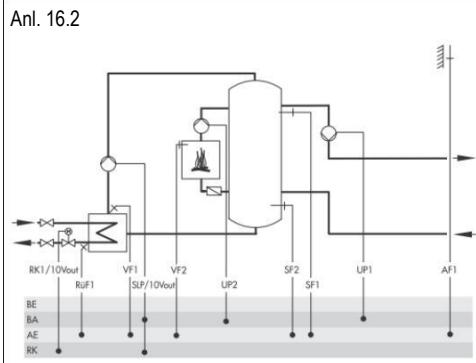 Anl. 16.2
RK1/10Vout
RüF1
VF1
SLP/10Vout
VF2
UP2
SF2
SF1
UP1
AF1
BE
BA
AE
RK